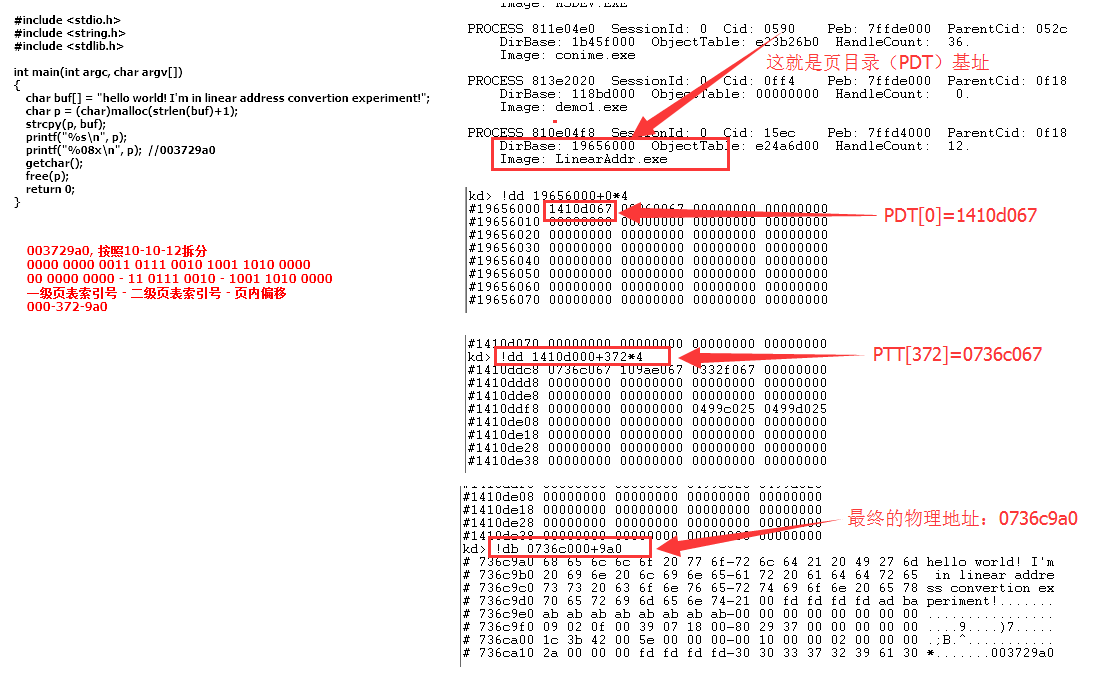 #include <stdio.h>
#include <string.h>
#include <stdlib.h>
int main(int argc, char argv[])
{
char buf[] = "hello world! I'm in linear address convertion experiment!";
char p = (char)malloc(strlen(buf)+1);
strcpy(p, buf);
printf("%s\n", p);
printf("%08x\n", p); //003729a0
getchar();
free(p);
return 0;
}
003729a0, 按照10-10-12拆分
0000 0000 0011 0111 0010 1001 1010 0000
00 0000 0000 - 11 0111 0010 - 1001 1010 0000
一级页表索引号 - 二级页表索引号 - 页内偏移
000-372-9a0
Image: MSDEV.EXE
PROCESS 811e04e0 SessionId: 0 Cid: 0590 Peb: 7ffde000 ParentCid: 052c
DirBase: 1b45f000 ObjectTable: e23b26b0 HandleCount: 36.
Image: conime.exe
这就是页目录（PDT）基址
PROCESS 813e2020 SessionId: 0 Cid: 0ff4 Peb: 7ffde000 ParentCid: 0f18
DirBase: 118bd000 ObjectTable: 00000000 HandleCount: 0.
Image: demo1.exe
PROCESS 810e04f8 SessionId: 0 Cid: 15ec Peb: 7ffd4000 ParentCid: 0f18
DirBase: 19656000 ObjectTable: e24a6d00 HandleCount: 12.
Image: LinearAddr.exe
kd> !dd 19656000+0*4
#19656000 1410d067 00000000 00000000
#19656010 00000000 00000000 00000000 00000000
#19656020 00000000 00000000 00000000 00000000
#19656030 00000000 00000000 00000000 00000000
#19656040 00000000 00000000 00000000 00000000
#19656050 00000000 00000000 00000000 00000000
#19656060 00000000 00000000 00000000 00000000
#19656070 00000000 00000000 00000000 00000000
PDT[0]=1410d067
#1410d070 00000000 00000000 00000000 00000000
kd> !dd 1410d000+372*4
#1410ddc8 0736c067 109ae067 0332f067 00000000
#1410ddd8 00000000 00000000 00000000 00000000
#1410dde8 00000000 00000000 00000000 00000000
#1410ddf8 00000000 00000000 0499c025 0499d025
#1410de08 00000000 00000000 00000000 00000000
#1410de18 00000000 00000000 00000000 00000000
#1410de28 00000000 00000000 00000000 00000000
#1410de38 00000000 00000000 00000000 00000000
PTT[372]=0736c067
#1410ddf8 00000000 00000000 0499c025 0499d025
#1410de08 00000000 00000000 00000000 00000000
#1410de18 00000000 00000000 00000000 00000000
#1410de28 00000000 00000000 00000000 00000000
#1410de38 00000000 00000000 00000000 00000000
kd> !db 0736c000+9a0
最终的物理地址：0736c9a0
# 736c9a0 68 65 6c 6c 6f 20 77 6f-72 6c 64 21 20 49 27 6d hello world! I'm
# 736c9b0 20 69 6e 20 6c 69 6e 65-61 72 20 61 64 64 72 65 in linear addre
# 736c9c0 73 73 20 63 6f 6e 76 65-72 74 69 6f 6e 20 65 78 ss convertion ex
# 736c9d0 70 65 72 69 6d 65 6e 74-21 00 fd fd fd fd ad ba periment!.......
# 736c9e0 ab ab ab ab ab ab ab ab-00 00 00 00 00 00 00 00 ................
# 736c9f0 09 02 0f 00 39 07 18 00-80 29 37 00 00 00 00 00 ....9....)7.....
# 736ca00 1c 3b 42 00 5e 00 00 00-00 10 00 00 02 00 00 00 .;B.^...........
# 736ca10 2a 00 00 00 fd fd fd fd-30 30 33 37 32 39 61 30 *.......003729a0